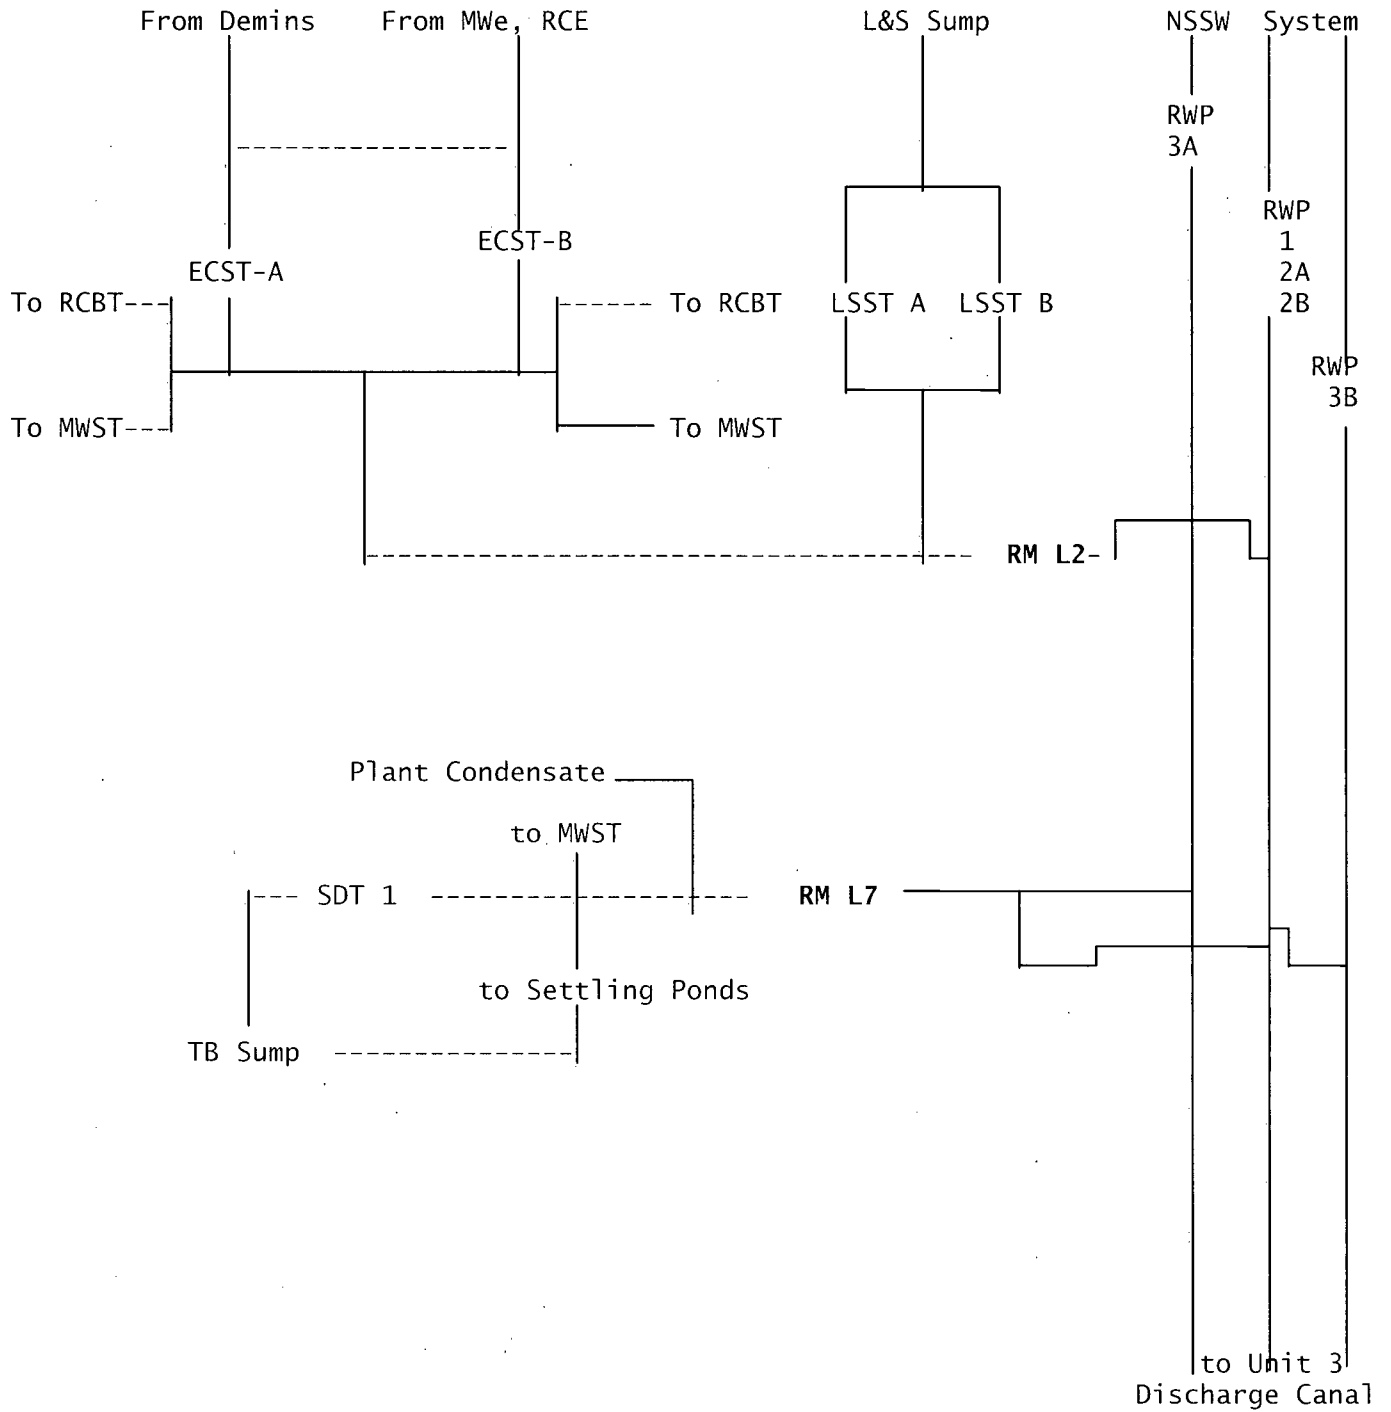 From Demins
From MWe, RCE
L&S Sump
NSSW System
RWP
3A
RWP
1
2A
2B
ECST-B
ECST-A
To RCBT
To RCBT
LSST A
LSST B
RWP
3B
To MWST
To MWST
RM L2
Plant Condensate
to MWST
SDT 1
RM L7
to Settling Ponds
TB Sump
to Unit 3
Discharge Canal